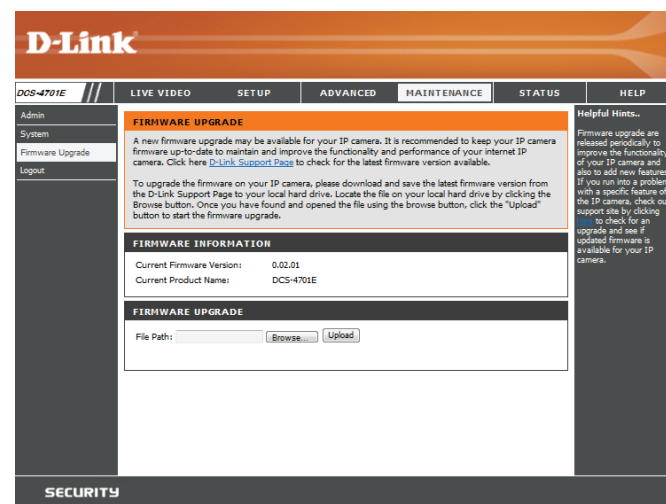 D-Link
DCS-4701E
LIVE VIDEO SETUP ADVANCED MAINTENANCE STATUS HELP
Admin
System
Firmware Upgrade
Logout
FIRMWARE UPGRADE
A new firmware upgrade may be available for your IP camera. It is recommended to keep your IP camera
firmware up-to-date to maintain and improve the functionality and performance of your internet IP
camera. Click here D-Link Support Page to check for the latest firmware version available.
To upgrade the firmware on your IP camera, please download and save the latest firmware version from
the D-Link Support Page to your local hard drive. Locate the file on your local hard drive by clicking the
Browse button. Once you have found and opened the file using the browse button, click the "Upload"
button to start the firmware upgrade.
FIRMWARE INFORMATION
Current Firmware Version: 0.02.01
Current Product Name: DCS-4701E
FIRMWARE UPGRADE
File Path: Browse... Upload
Helpful Hints..
Firmware upgrade are
released periodically to
improve the functionality
of your IP camera and
also to add new features.
If you run into a problem
with a specific feature of
the IP camera, check our
support site by clicking
to check for an
upgrade and see if
updated firmware is
available for your IP
camera.
SECURITY